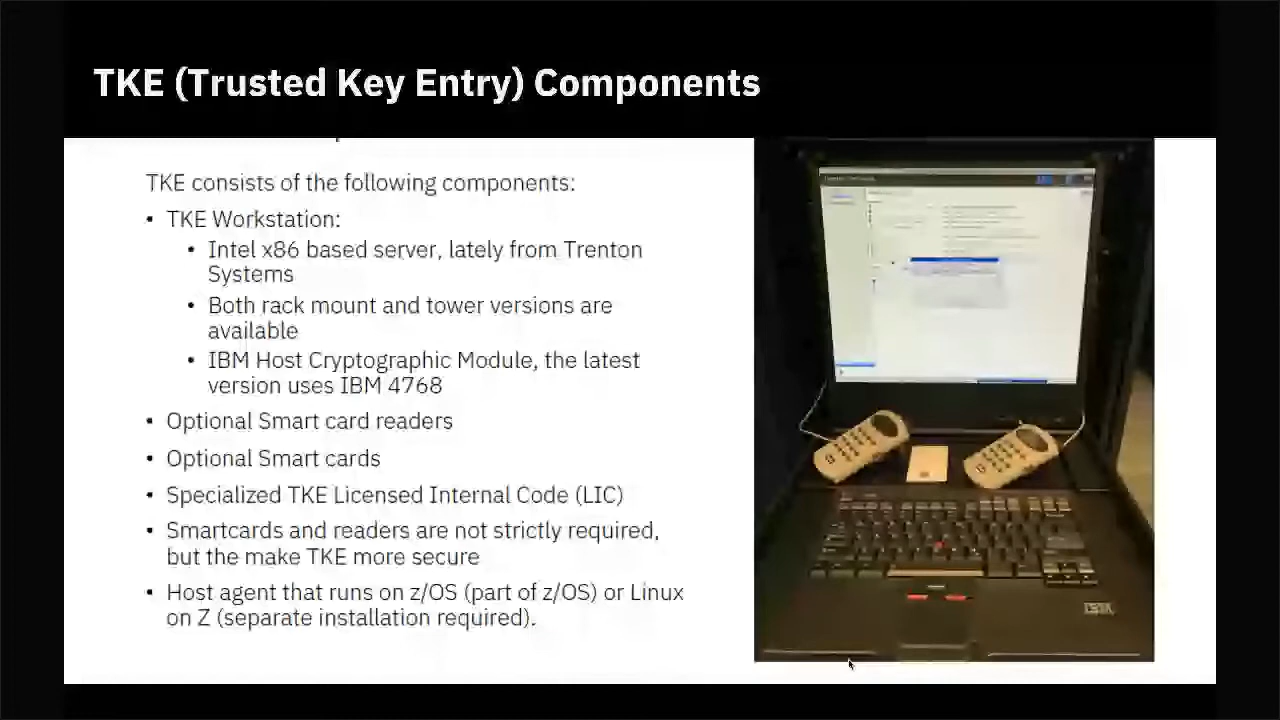 TKE (Trusted Key Entry) Components
TKE consists of the following components:
• TKE Workstation:
• Intel x86 based server, lately from Trenton
Systems
• Both rack mount and tower versions are
available
• IBM Host Cryptographic Module, the latest
version uses IBM 4768
• Optional Smart card readers
• Optional Smart cards
• Specialized TKE Licensed Internal Code (LIC)
• Smartcards and readers are not strictly required,
but the make TKE more secure
• Host agent that runs on z/OS (part of z/OS) or Linux
on Z (separate installation required).
IBM